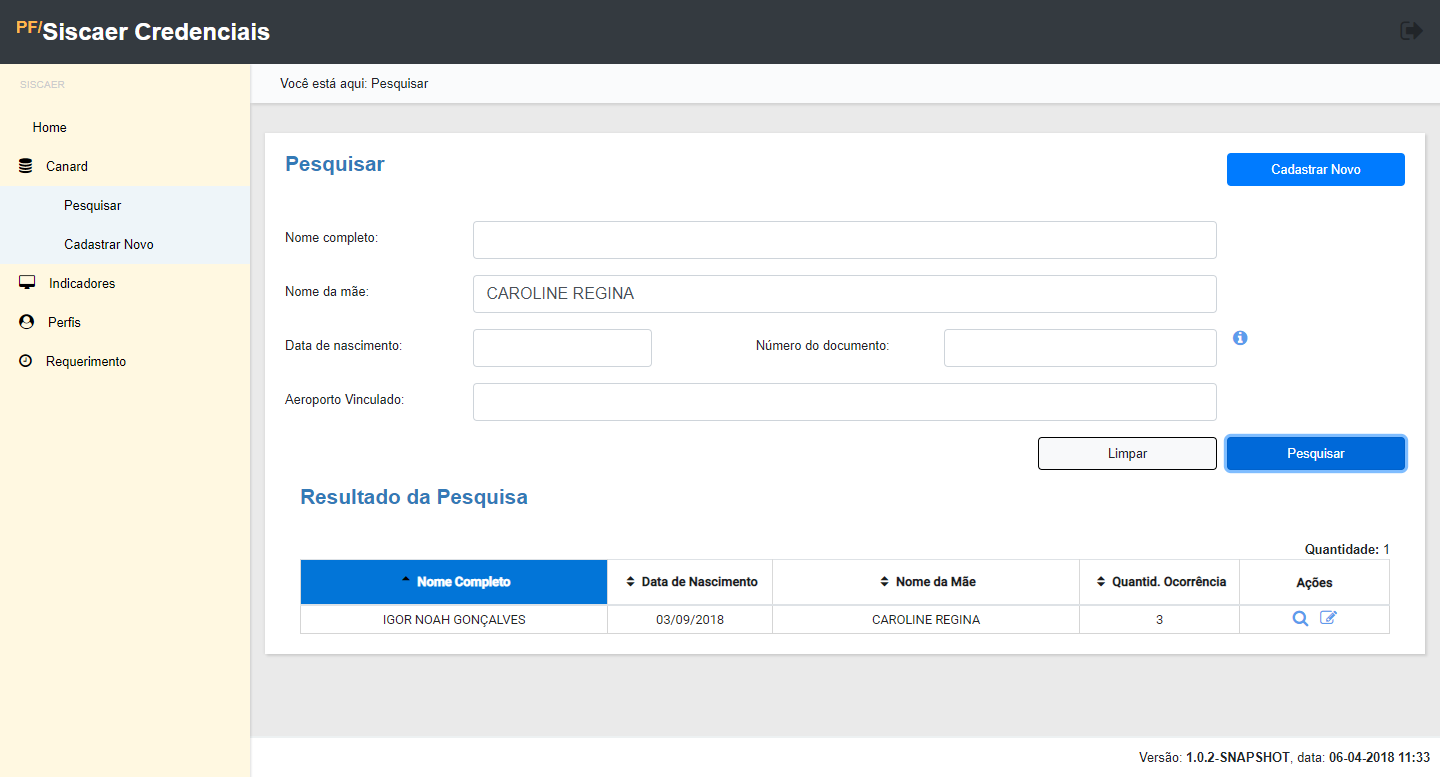 PF/Siscaer Credenciais
SISCAER
Você está aqui: Pesquisar
Home
Canard
Pesquisar
Cadastrar Novo
Indicadores
Perfis
Requerimento
Pesquisar
Cadastrar Novo
Nome completo:
Nome da mãe: CAROLINE REGINA
Data de nascimento: Número do documento:
Aeroporto Vinculado:
Limpar Pesquisar
Resultado da Pesquisa
Quantidade: 1
Nome Completo Data de Nascimento Nome da Mãe Quantid. Ocorrência Ações
IGOR NOAH GONÇALVES 03/09/2018 CAROLINE REGINA 3
Versão: 1.0.2-SNAPSHOT, data: 06-04-2018 11:33